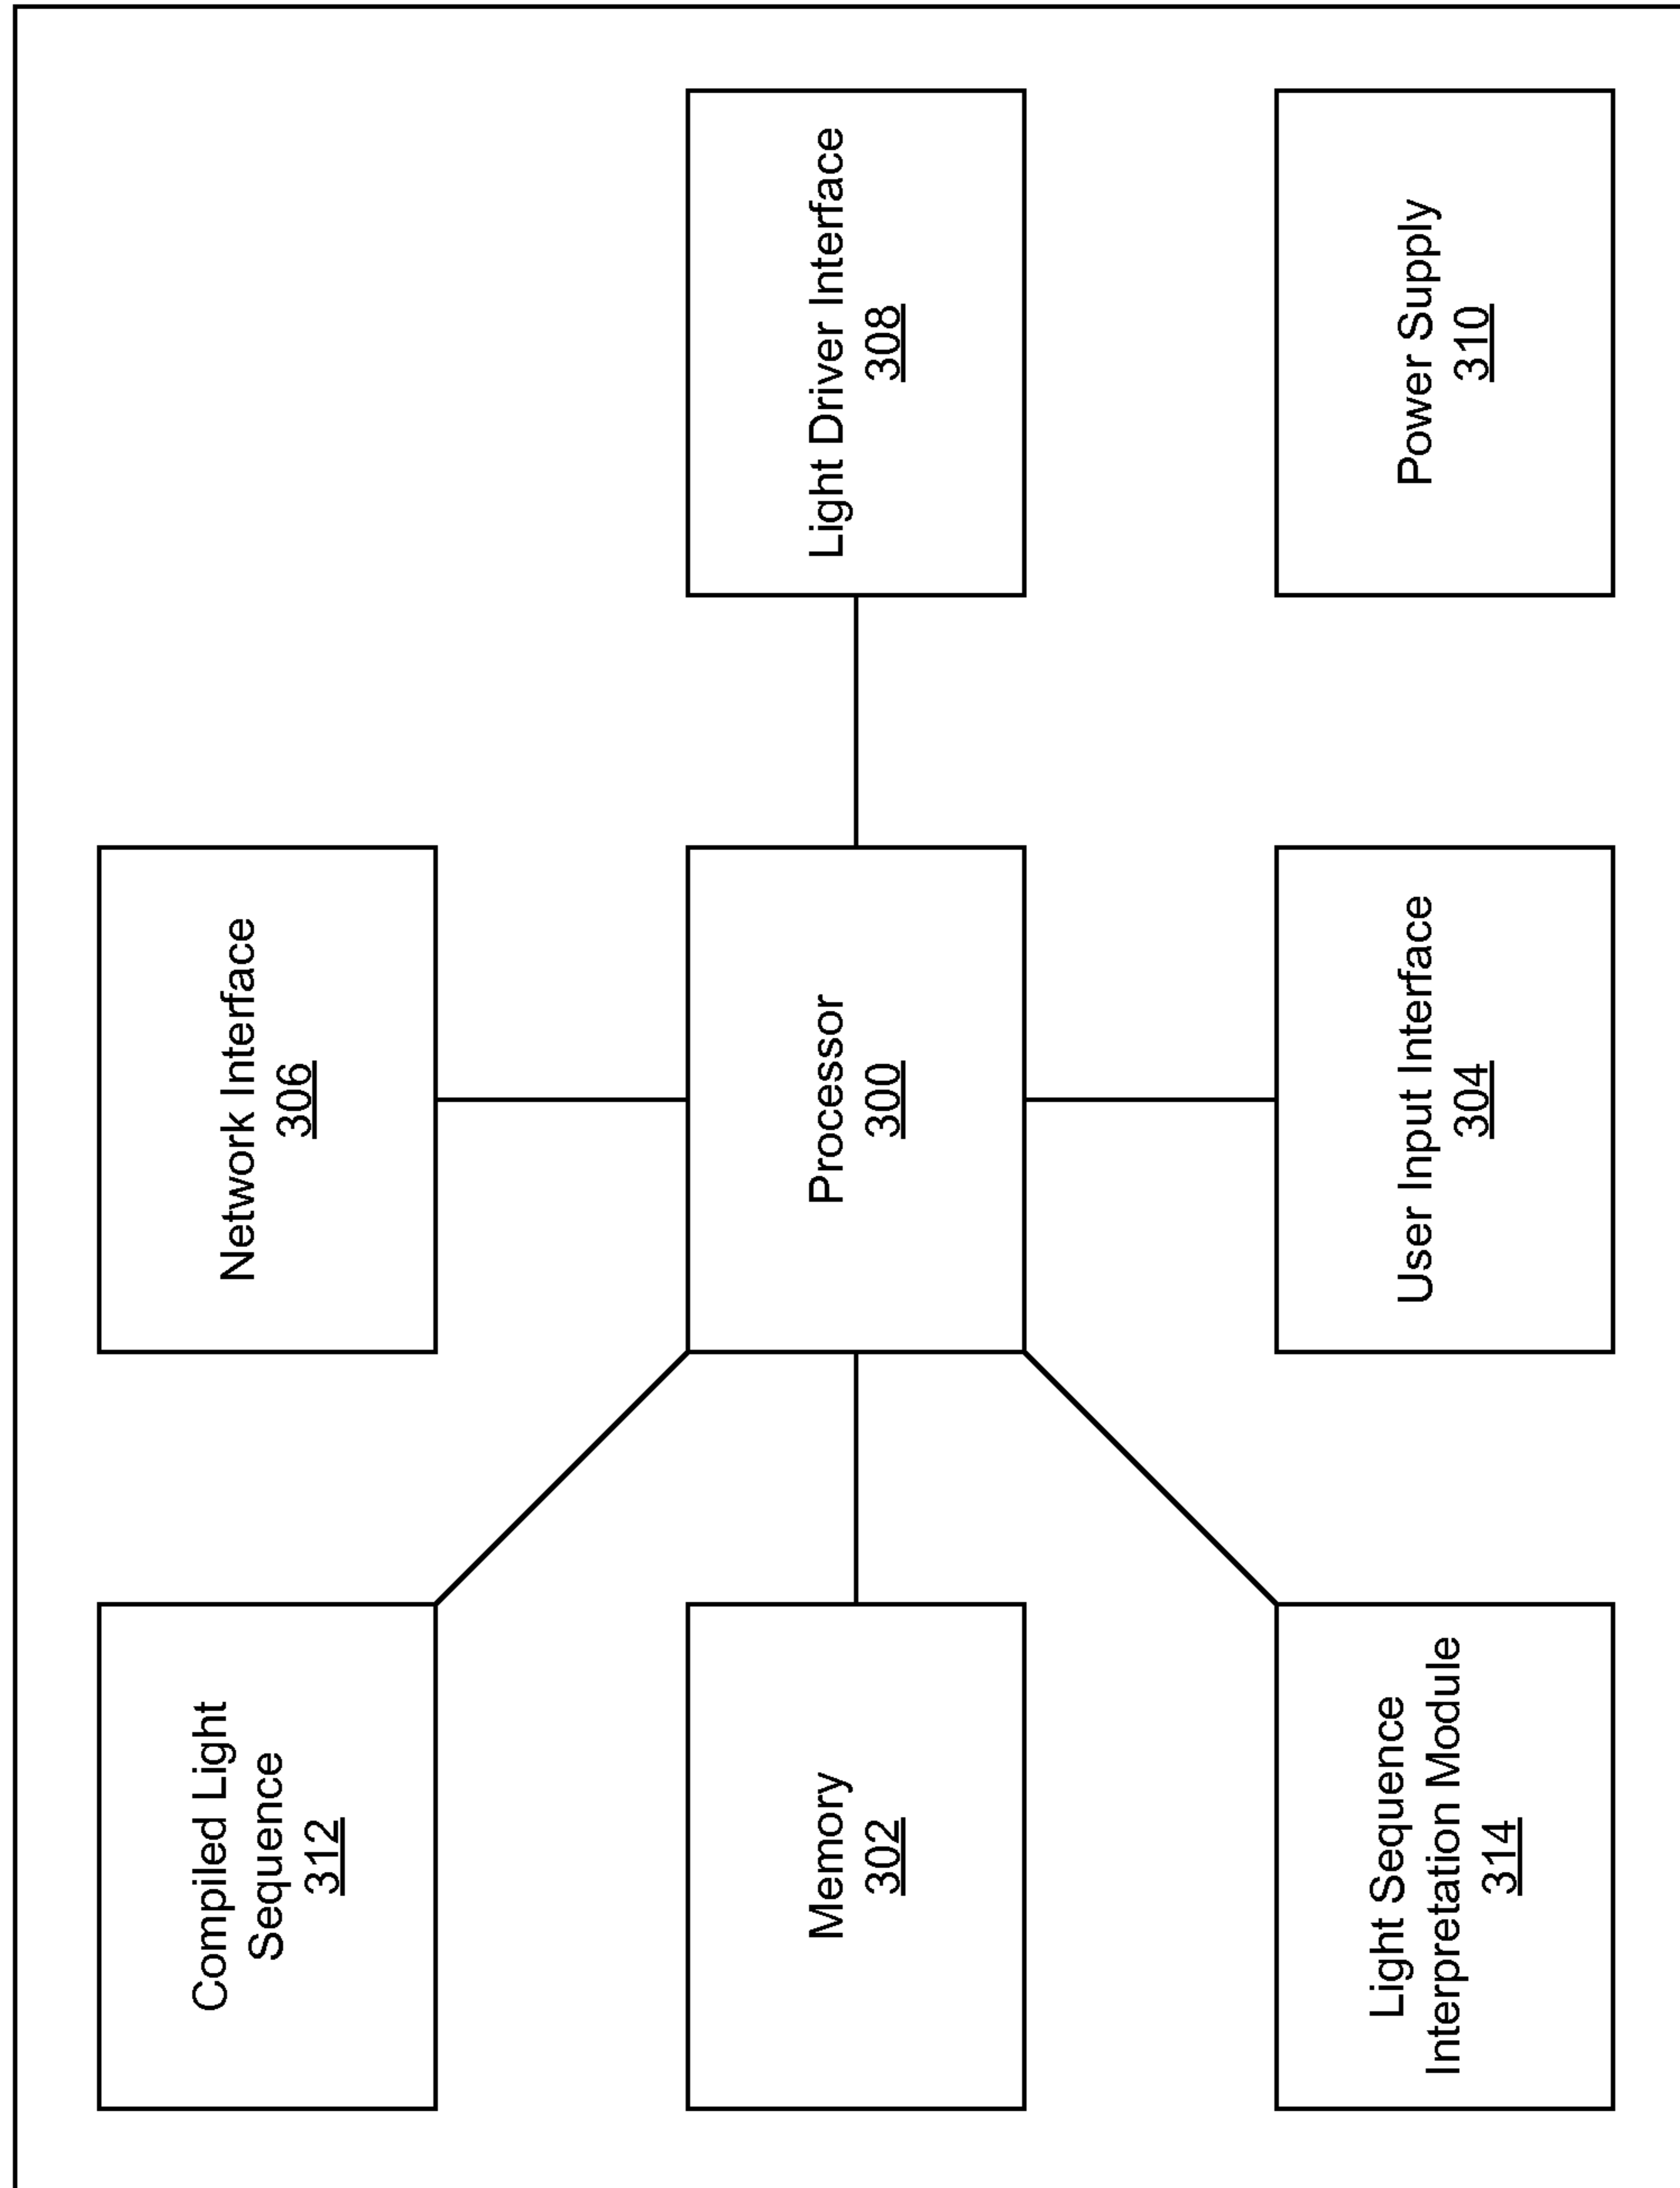 Compiled Light
Sequence
312
Network Interface
306
Memory
302
Processor
300
Light Driver Interface
308
Light Sequence
Interpretation Module
314
User Input Interface
304
Power Supply
310